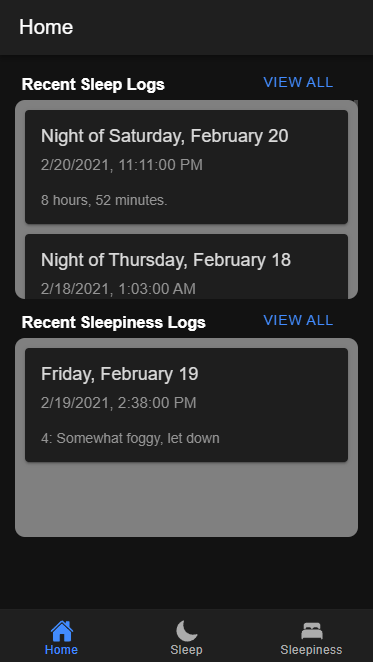 Home
Recent Sleep Logs VIEW ALL
Night of Saturday, February 20
2/20/2021, 11:11:00 PM
8 hours, 52 minutes.
Night of Thursday, February 18
2/18/2021, 1:03:00 AM
Recent Sleepiness Logs VIEW ALL
Friday, February 19
2/19/2021, 2:38:00 PM
4: Somewhat foggy, let down
Home Sleep Sleepiness